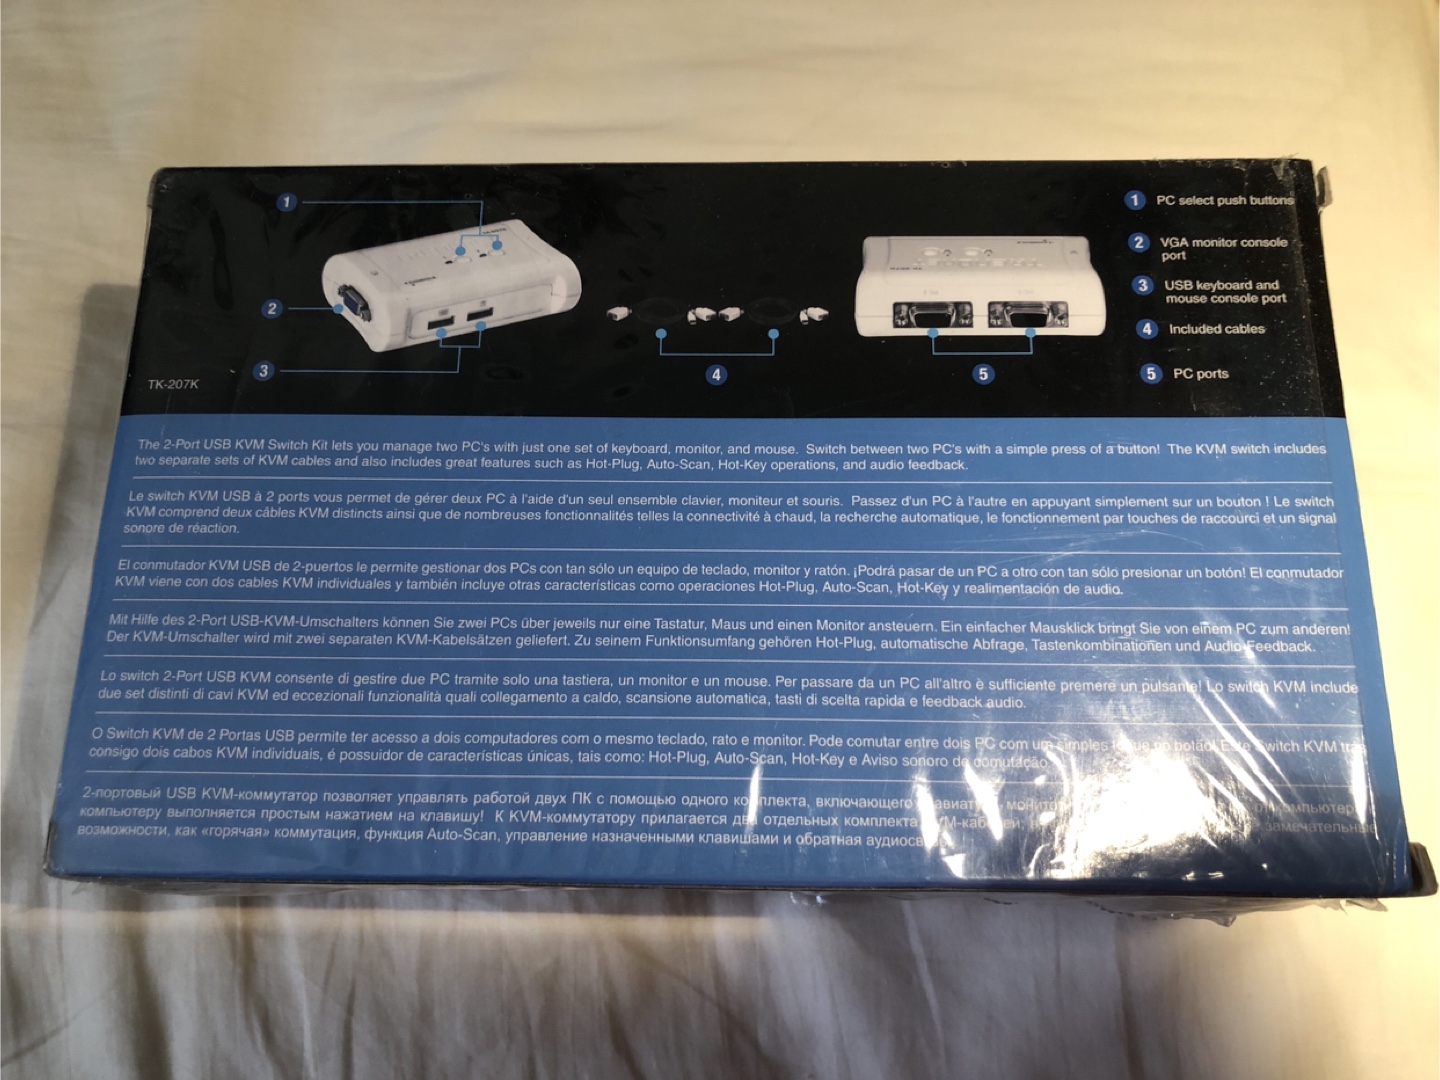 1
2
3
TK-207K
4
5
1 PC select push buttons
2 VGA monitor console
port
3 USB keyboard and
mouse console port
4 Included cables
5 PC ports
The 2-Port USB KVM Switch Kit lets you manage two PC's with just one set of keyboard, monitor, and mouse. Switch between two PC's with a simple press of a button! The KVM switch includes
two separate sets of KVM cables and also includes great features such as Hot-Plug, Auto-Scan, Hot-Key operations, and audio feedback.
Le switch KVM USB à 2 ports vous permet de gérer deux PC à l'aide d'un seul ensemble clavier, moniteur et souris. Passez d'un PC à l'autre en appuyant simplement sur un bouton ! Le switch
KVM comprend deux câbles KVM distincts ainsi que de nombreuses fonctionnalités telles la connectivité à chaud, la recherche automatique, le fonctionnement par touches de raccourci et un signal
sonore de réaction.
El conmutador KVM USB de 2-puertos le permite gestionar dos PCs con tan sólo un equipo de teclado, monitor y ratón. ¡Podrá pasar de un PC a otro con tan sólo presionar un botón! El conmutador
KVM viene con dos cables KVM individuales y también incluye otras características como operaciones Hot-Plug, Auto-Scan, Hot-Key y realimentación de audio.
Mit Hilfe des 2-Port USB-KVM-Umschalters können Sie zwei PCs über jeweils nur eine Tastatur, Maus und einen Monitor ansteuern. Ein einfacher Mausklick bringt Sie von einem PC zum anderen!
Der KVM-Umschalter wird mit zwei separaten KVM-Kabelsätzen geliefert. Zu seinem Funktionsumfang gehören Hot-Plug, automatische Abfrage, Tastenkombinationen und Audio-Feedback.
Lo switch 2-Port USB KVM consente di gestire due PC tramite solo una tastiera, un monitor e un mouse. Per passare da un PC all'altro è sufficiente premere un pulsante! Lo switch KVM include
due set distinti di cavi KVM ed eccezionali funzionalità quali collegamento a caldo, scansione automatica, tasti di scelta rapida e feedback audio.
O Switch KVM de 2 Portas USB permite ter acesso a dois computadores com o mesmo teclado, rato e monitor. Pode comutar entre dois PC com um simples toque no botão! Este Switch KVM trás
consigo dois cabos KVM individuais, é possuidor de características únicas, tais como: Hot-Plug, Auto-Scan, Hot-Key e Aviso sonoro de comutação.
2-портовый USB KVM-коммутатор позволяет управлять работой двух ПК с помощью одного комплекта, включающего
компьютеру выполняется простым нажатием на клавишу! К KVM-коммутатору прилагается два отдельных комплекта замечательные
возможности, как «горячая» коммутация, функция Auto-Scan, управление назначенными клавишами и обратная